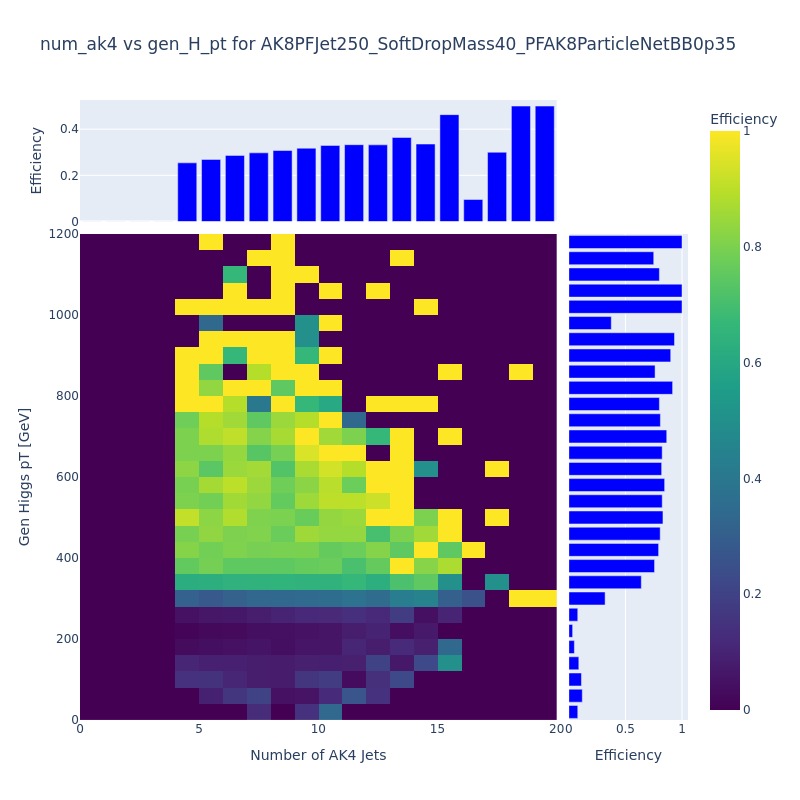 num_ak4 vs gen_H_pt for AK8PFJet250_SoftDropMass40_PFAK8ParticleNetBB0p35
Efficiency
0.4
0.2
0
Efficiency
1
0.8
0.6
0.4
0.2
0
Gen Higgs pT [GeV]
1200
1000
800
600
400
200
0
0 5 10 15 20
Number of AK4 Jets
0 0.5 1
Efficiency